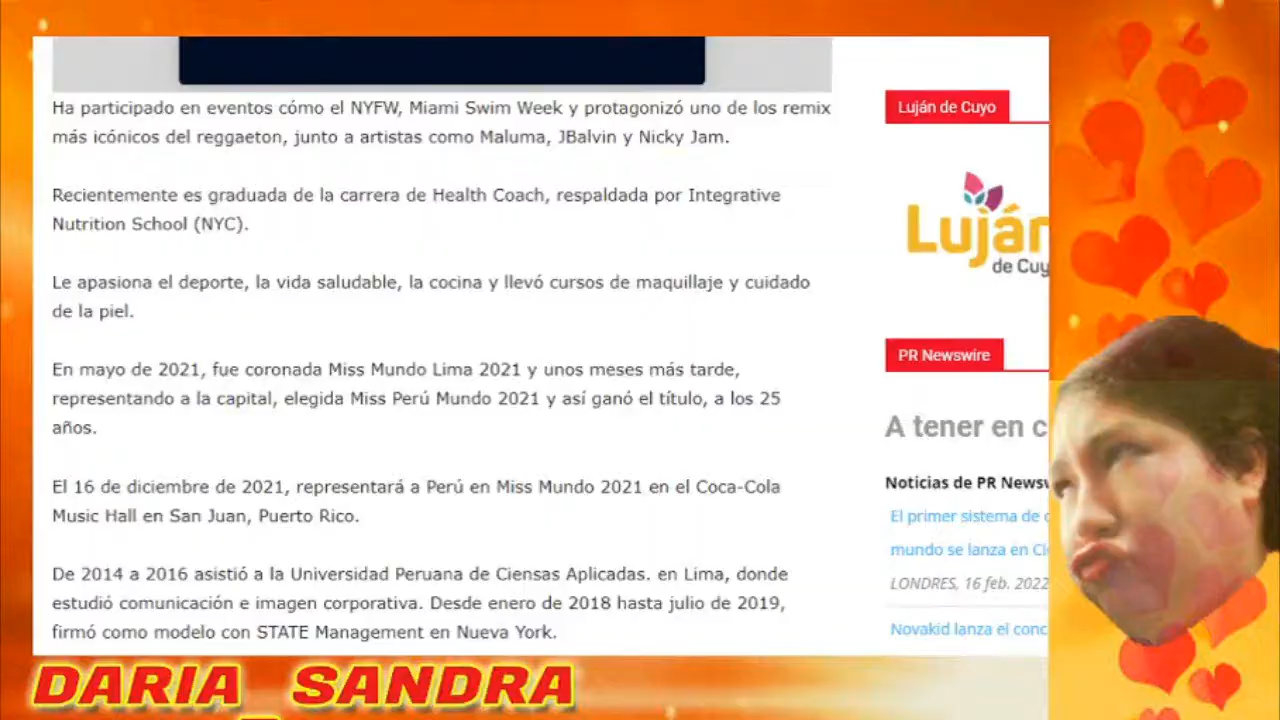 Ha participado en eventos cómo el NYFW, Miami Swim Week y protagonizó uno de los remix
más icónicos del reggaeton, junto a artistas como Maluma, JBalvin y Nicky Jam.
Recientemente es graduada de la carrera de Health Coach, respaldada por Integrative
Nutrition School (NYC).
Le apasiona el deporte, la vida saludable, la cocina y llevó cursos de maquillaje y cuidado
de la piel.
En mayo de 2021, fue coronada Miss Mundo Lima 2021 y unos meses más tarde,
representando a la capital, elegida Miss Perú Mundo 2021 y así ganó el título, a los 25
años.
El 16 de diciembre de 2021, representará a Perú en Miss Mundo 2021 en el Coca-Cola
Music Hall en San Juan, Puerto Rico.
De 2014 a 2016 asistió a la Universidad Peruana de Ciensas Aplicadas. en Lima, donde
estudió comunicación e imagen corporativa. Desde enero de 2018 hasta julio de 2019,
firmó como modelo con STATE Management en Nueva York.
Luján de Cuyo
Luján
de Cuy
PR Newswire
A tener en c
Noticias de PR Newsw
El primer sistema de
mundo se lanza en Cl
LONDRES, 16 feb. 2022
Novakid lanza el conc
DARIA SANDRA